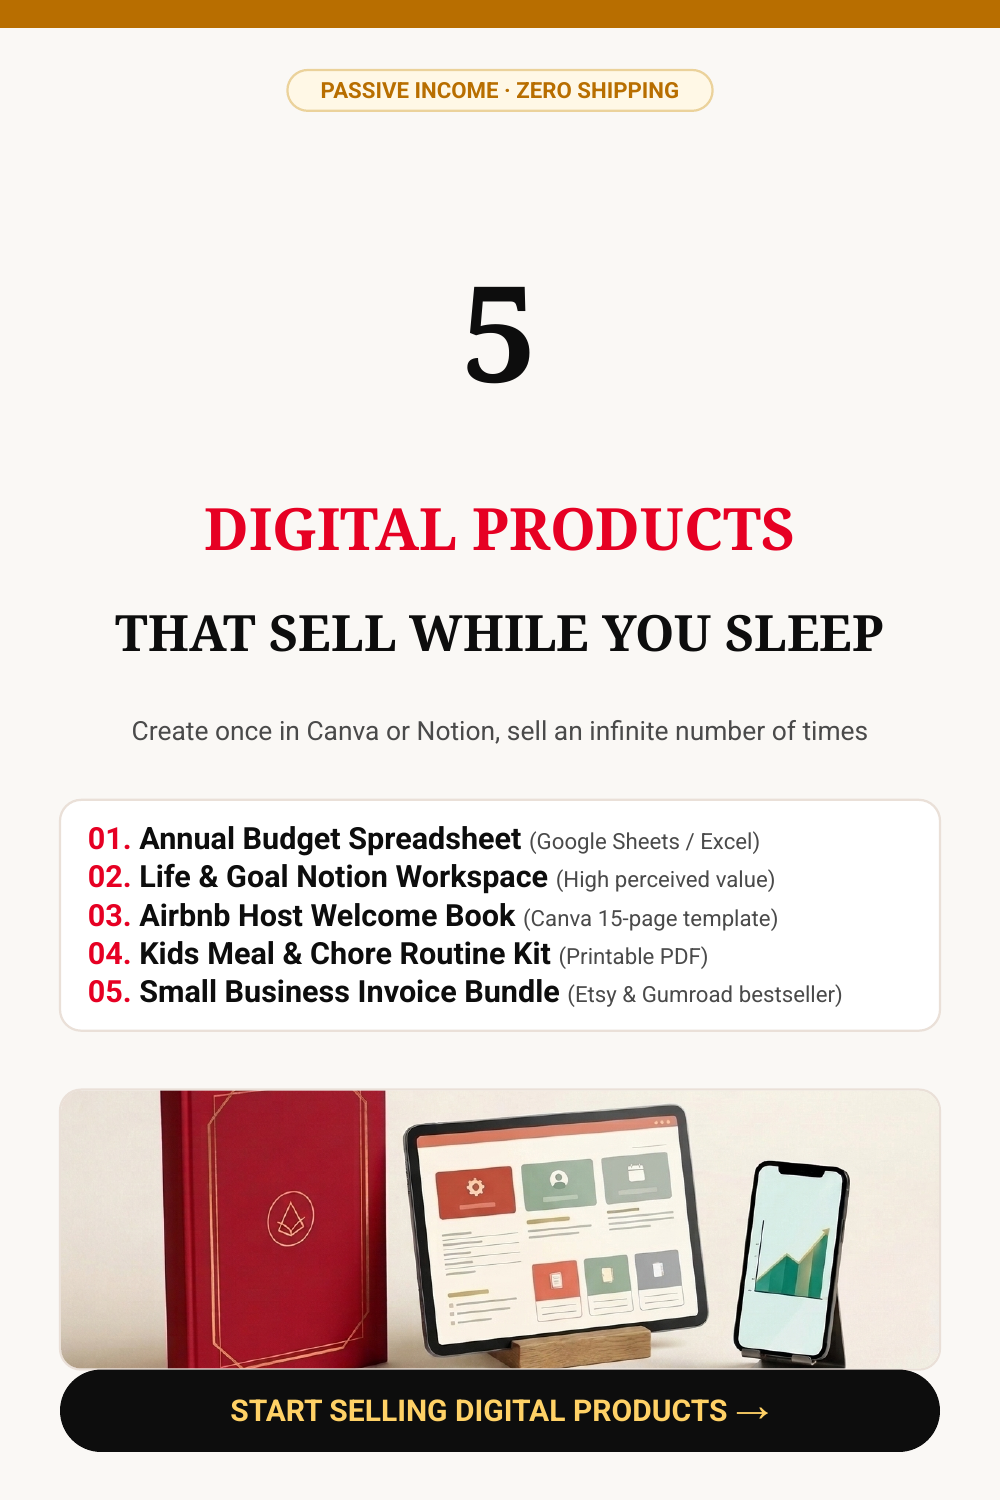 PASSIVE INCOME · ZERO SHIPPING
5
DIGITAL PRODUCTS
THAT SELL WHILE YOU SLEEP
Create once in Canva or Notion, sell an infinite number of times
01. Annual Budget Spreadsheet (Google Sheets / Excel)
02. Life & Goal Notion Workspace (High perceived value)
03. Airbnb Host Welcome Book (Canva 15-page template)
04. Kids Meal & Chore Routine Kit (Printable PDF)
05. Small Business Invoice Bundle (Etsy & Gumroad bestseller)
START SELLING DIGITAL PRODUCTS →